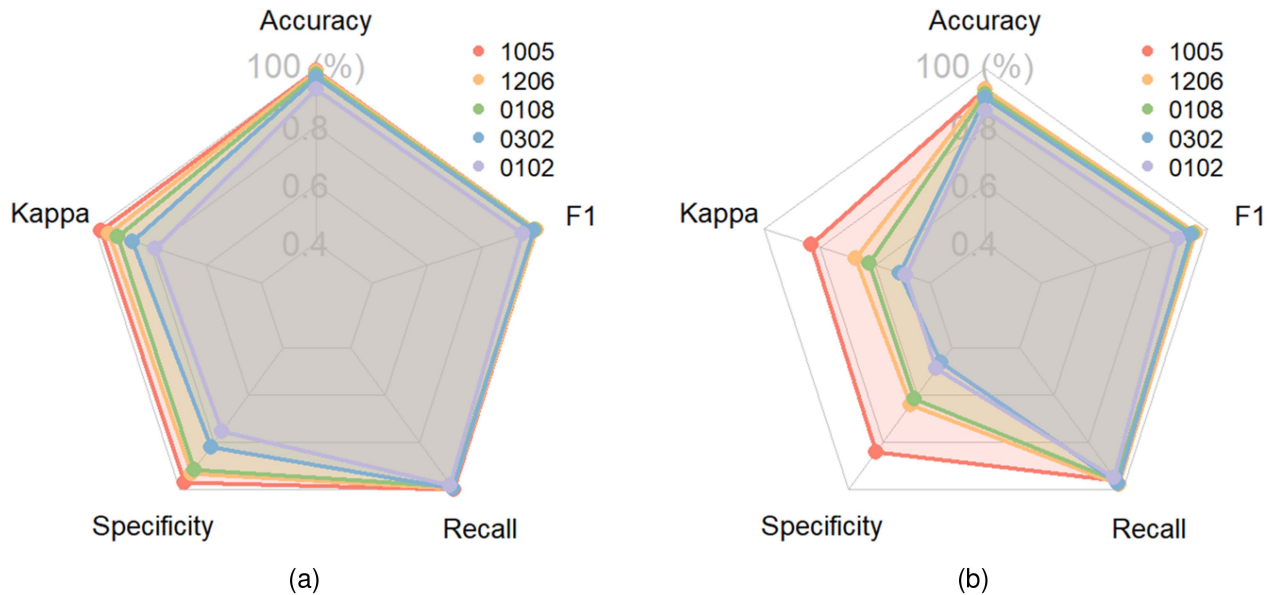 Accuracy
100 (%)
0.8
0.6
0.4
Kappa
F1
Specificity
Recall
1005
1206
0108
0302
0102
(a)
Accuracy
100 (%)
0.8
0.6
0.4
Kappa
F1
Specificity
Recall
1005
1206
0108
0302
0102
(b)